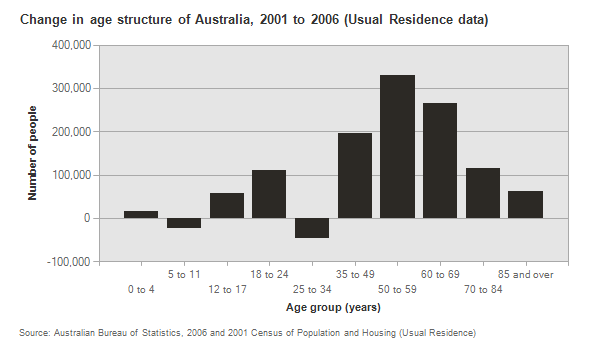 Change in age structure of Australia, 2001 to 2006 (Usual Residence data)
400,000
300,000
200,000
100,000
0
-100,000
Number of people
5 to 11 18 to 24 35 to 49 60 to 69 85 and over
0 to 4 12 to 17 25 to 34 50 to 59 70 to 84
Age group (years)
Source: Australian Bureau of Statistics, 2006 and 2001 Census of Population and Housing (Usual Residence)